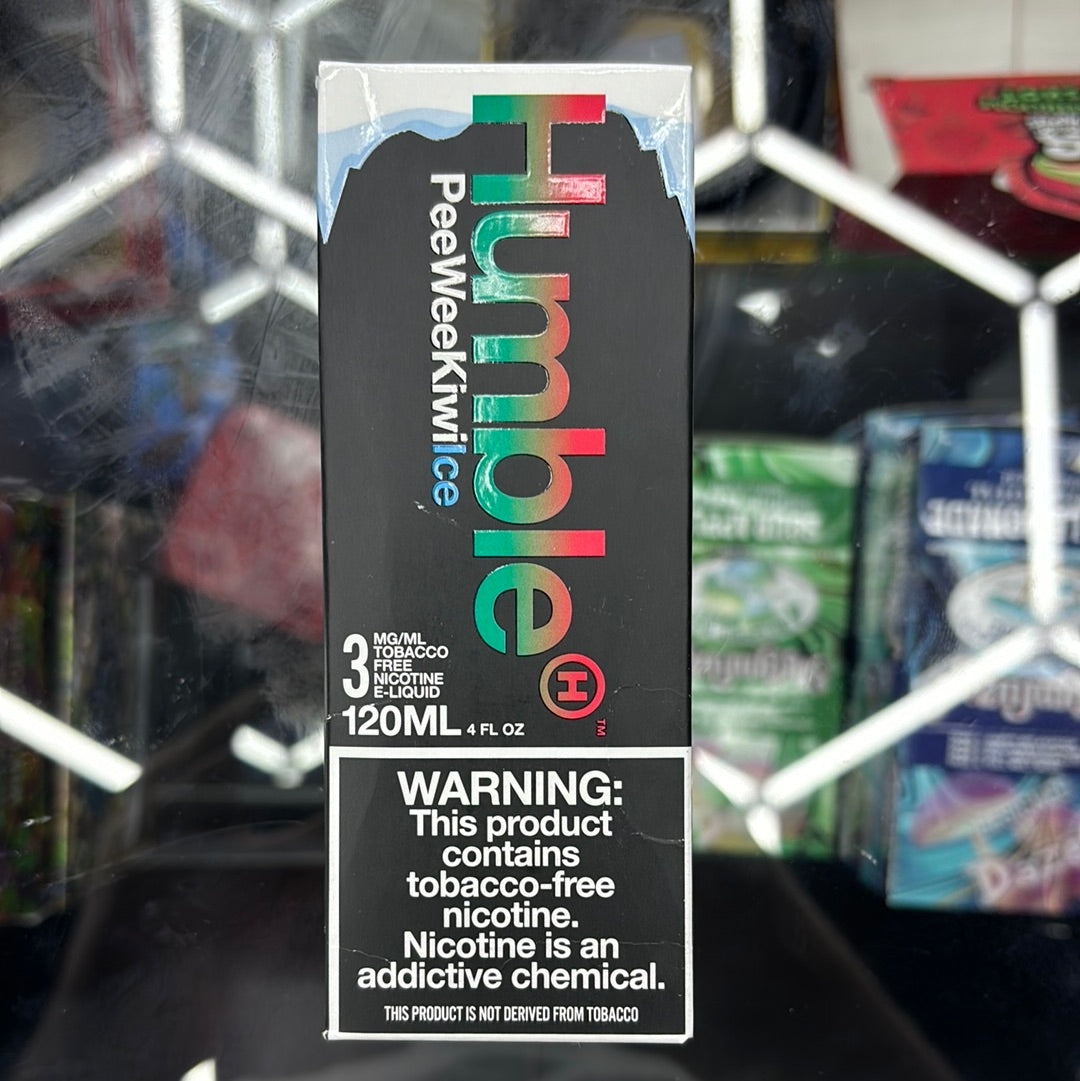 Humble
H
™
PeeWeeKiwiIce
3
MG/ML
TOBACCO
FREE
NICOTINE
E-LIQUID
120ML 4 FL OZ
WARNING:
This product
contains
tobacco-free
nicotine.
Nicotine is an
addictive chemical.
THIS PRODUCT IS NOT DERIVED FROM TOBACCO